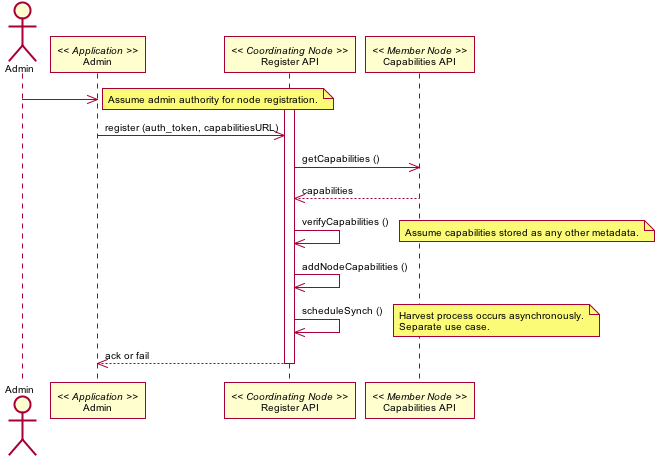 Admin
<< Application >>
Admin
<< Coordinating Node >>
Register API
<< Member Node >>
Capabilities API
Assume admin authority for node registration.
register (auth_token, capabilitiesURL)
getCapabilities ()
capabilities
verifyCapabilities ()
Assume capabilities stored as any other metadata.
addNodeCapabilities ()
scheduleSynch ()
Harvest process occurs asynchronously.
Separate use case.
ack or fail
Admin
<< Application >>
Admin
<< Coordinating Node >>
Register API
<< Member Node >>
Capabilities API